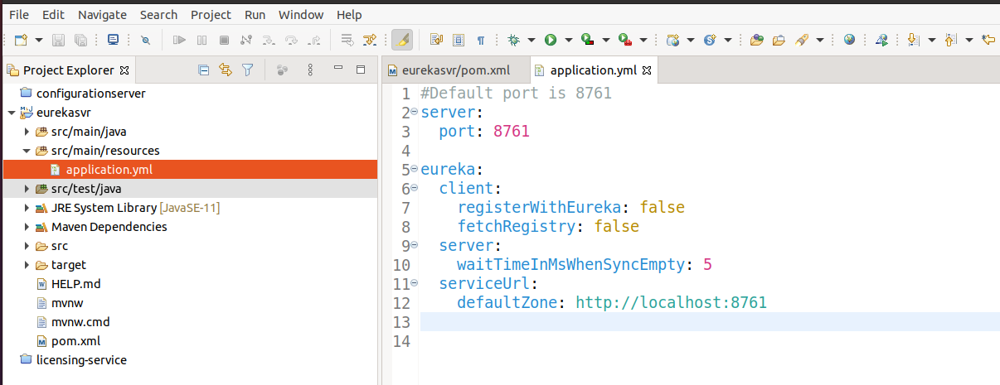 File Edit Navigate Search Project Run Window Help
Project Explorer
configurationserver
eurekasvr
src/main/java
src/main/resources
application.yml
src/test/java
JRE System Library [JavaSE-11]
Maven Dependencies
src
target
HELP.md
mvnw
mvnw.cmd
pom.xml
licensing-service
eurekasvr/pom.xml application.yml
1 #Default port is 8761
2 server:
3   port: 8761
4
5 eureka:
6   client:
7     registerWithEureka: false
8     fetchRegistry: false
9   server:
10     waitTimeInMsWhenSyncEmpty: 5
11   serviceUrl:
12     defaultZone: http://localhost:8761
13
14